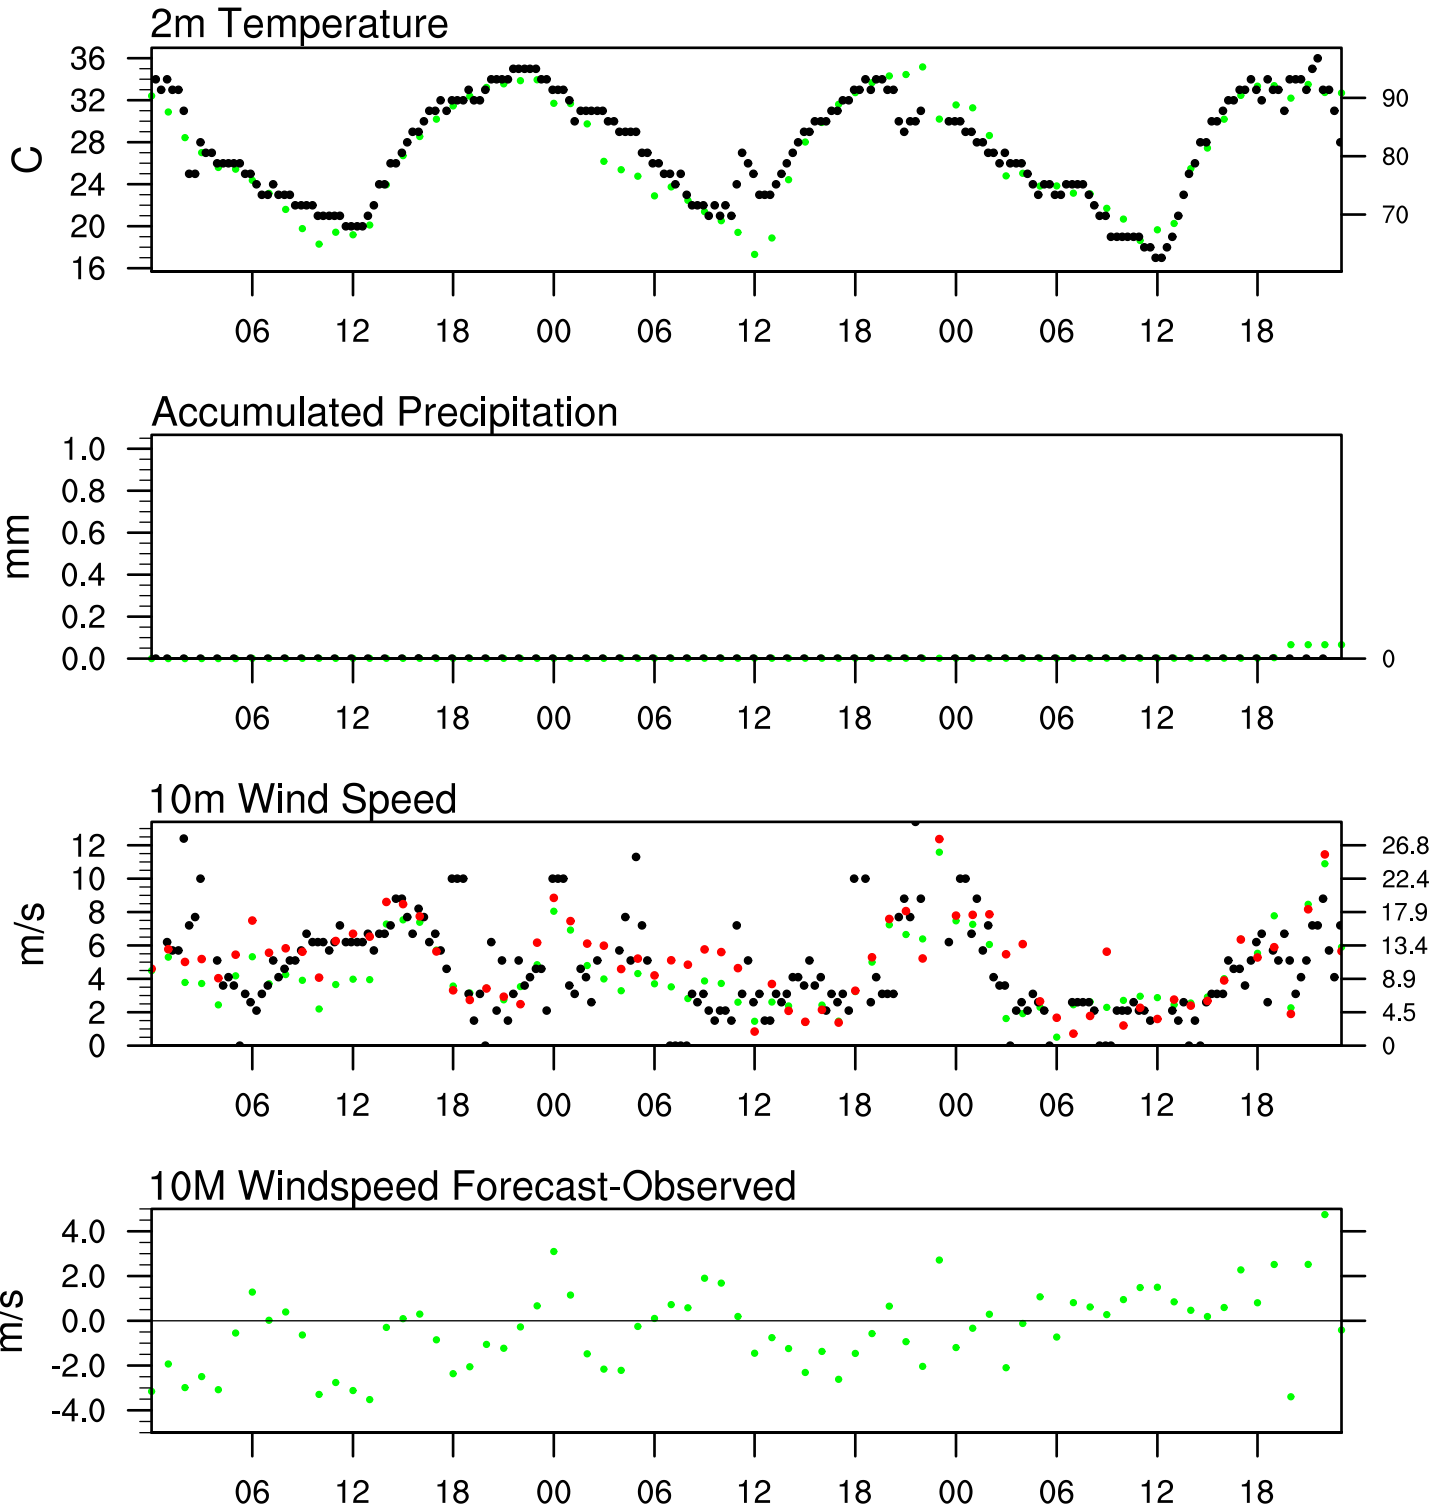 2m Temperature
36
32
28
24
20
16
C
90
80
70
06 12 18 00 06 12 18 00 06 12 18
Accumulated Precipitation
1.0
0.8
0.6
0.4
0.2
0.0
mm
0
06 12 18 00 06 12 18 00 06 12 18
10m Wind Speed
12
10
8
6
4
2
0
m/s
26.8
22.4
17.9
13.4
8.9
4.5
0
06 12 18 00 06 12 18 00 06 12 18
10M Windspeed Forecast-Observed
4.0
2.0
0.0
-2.0
-4.0
m/s
06 12 18 00 06 12 18 00 06 12 18